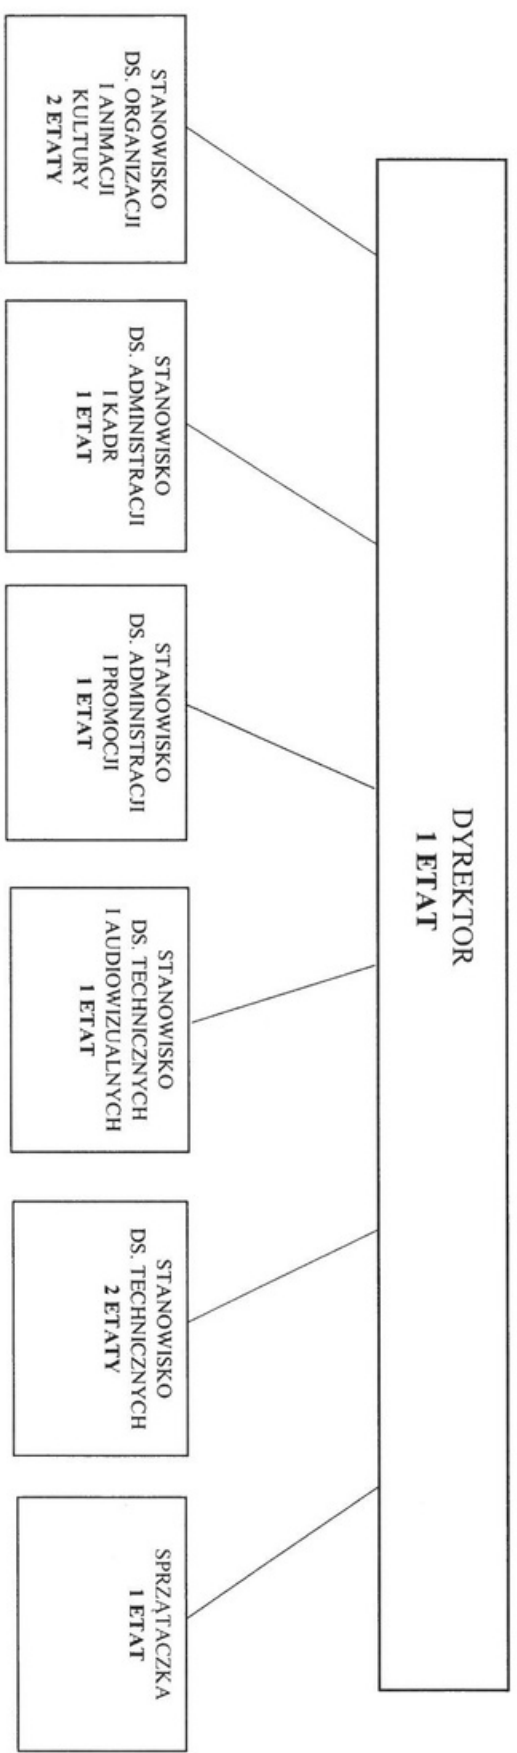 DYREKTOR
1 ETAT
STANOWISKO
DS. ORGANIZACJI
I ANIMACJI
KULTURY
2 ETATY
STANOWISKO
DS. ADMINISTRACJI
I KADR
1 ETAT
STANOWISKO
DS. ADMINISTRACJI
I PROMOCJI
1 ETAT
STANOWISKO
DS. TECHNICZNYCH
I AUDIOWIZUALNYCH
1 ETAT
STANOWISKO
DS. TECHNICZNYCH
2 ETATY
SPRZĄTACZKA
1 ETAT